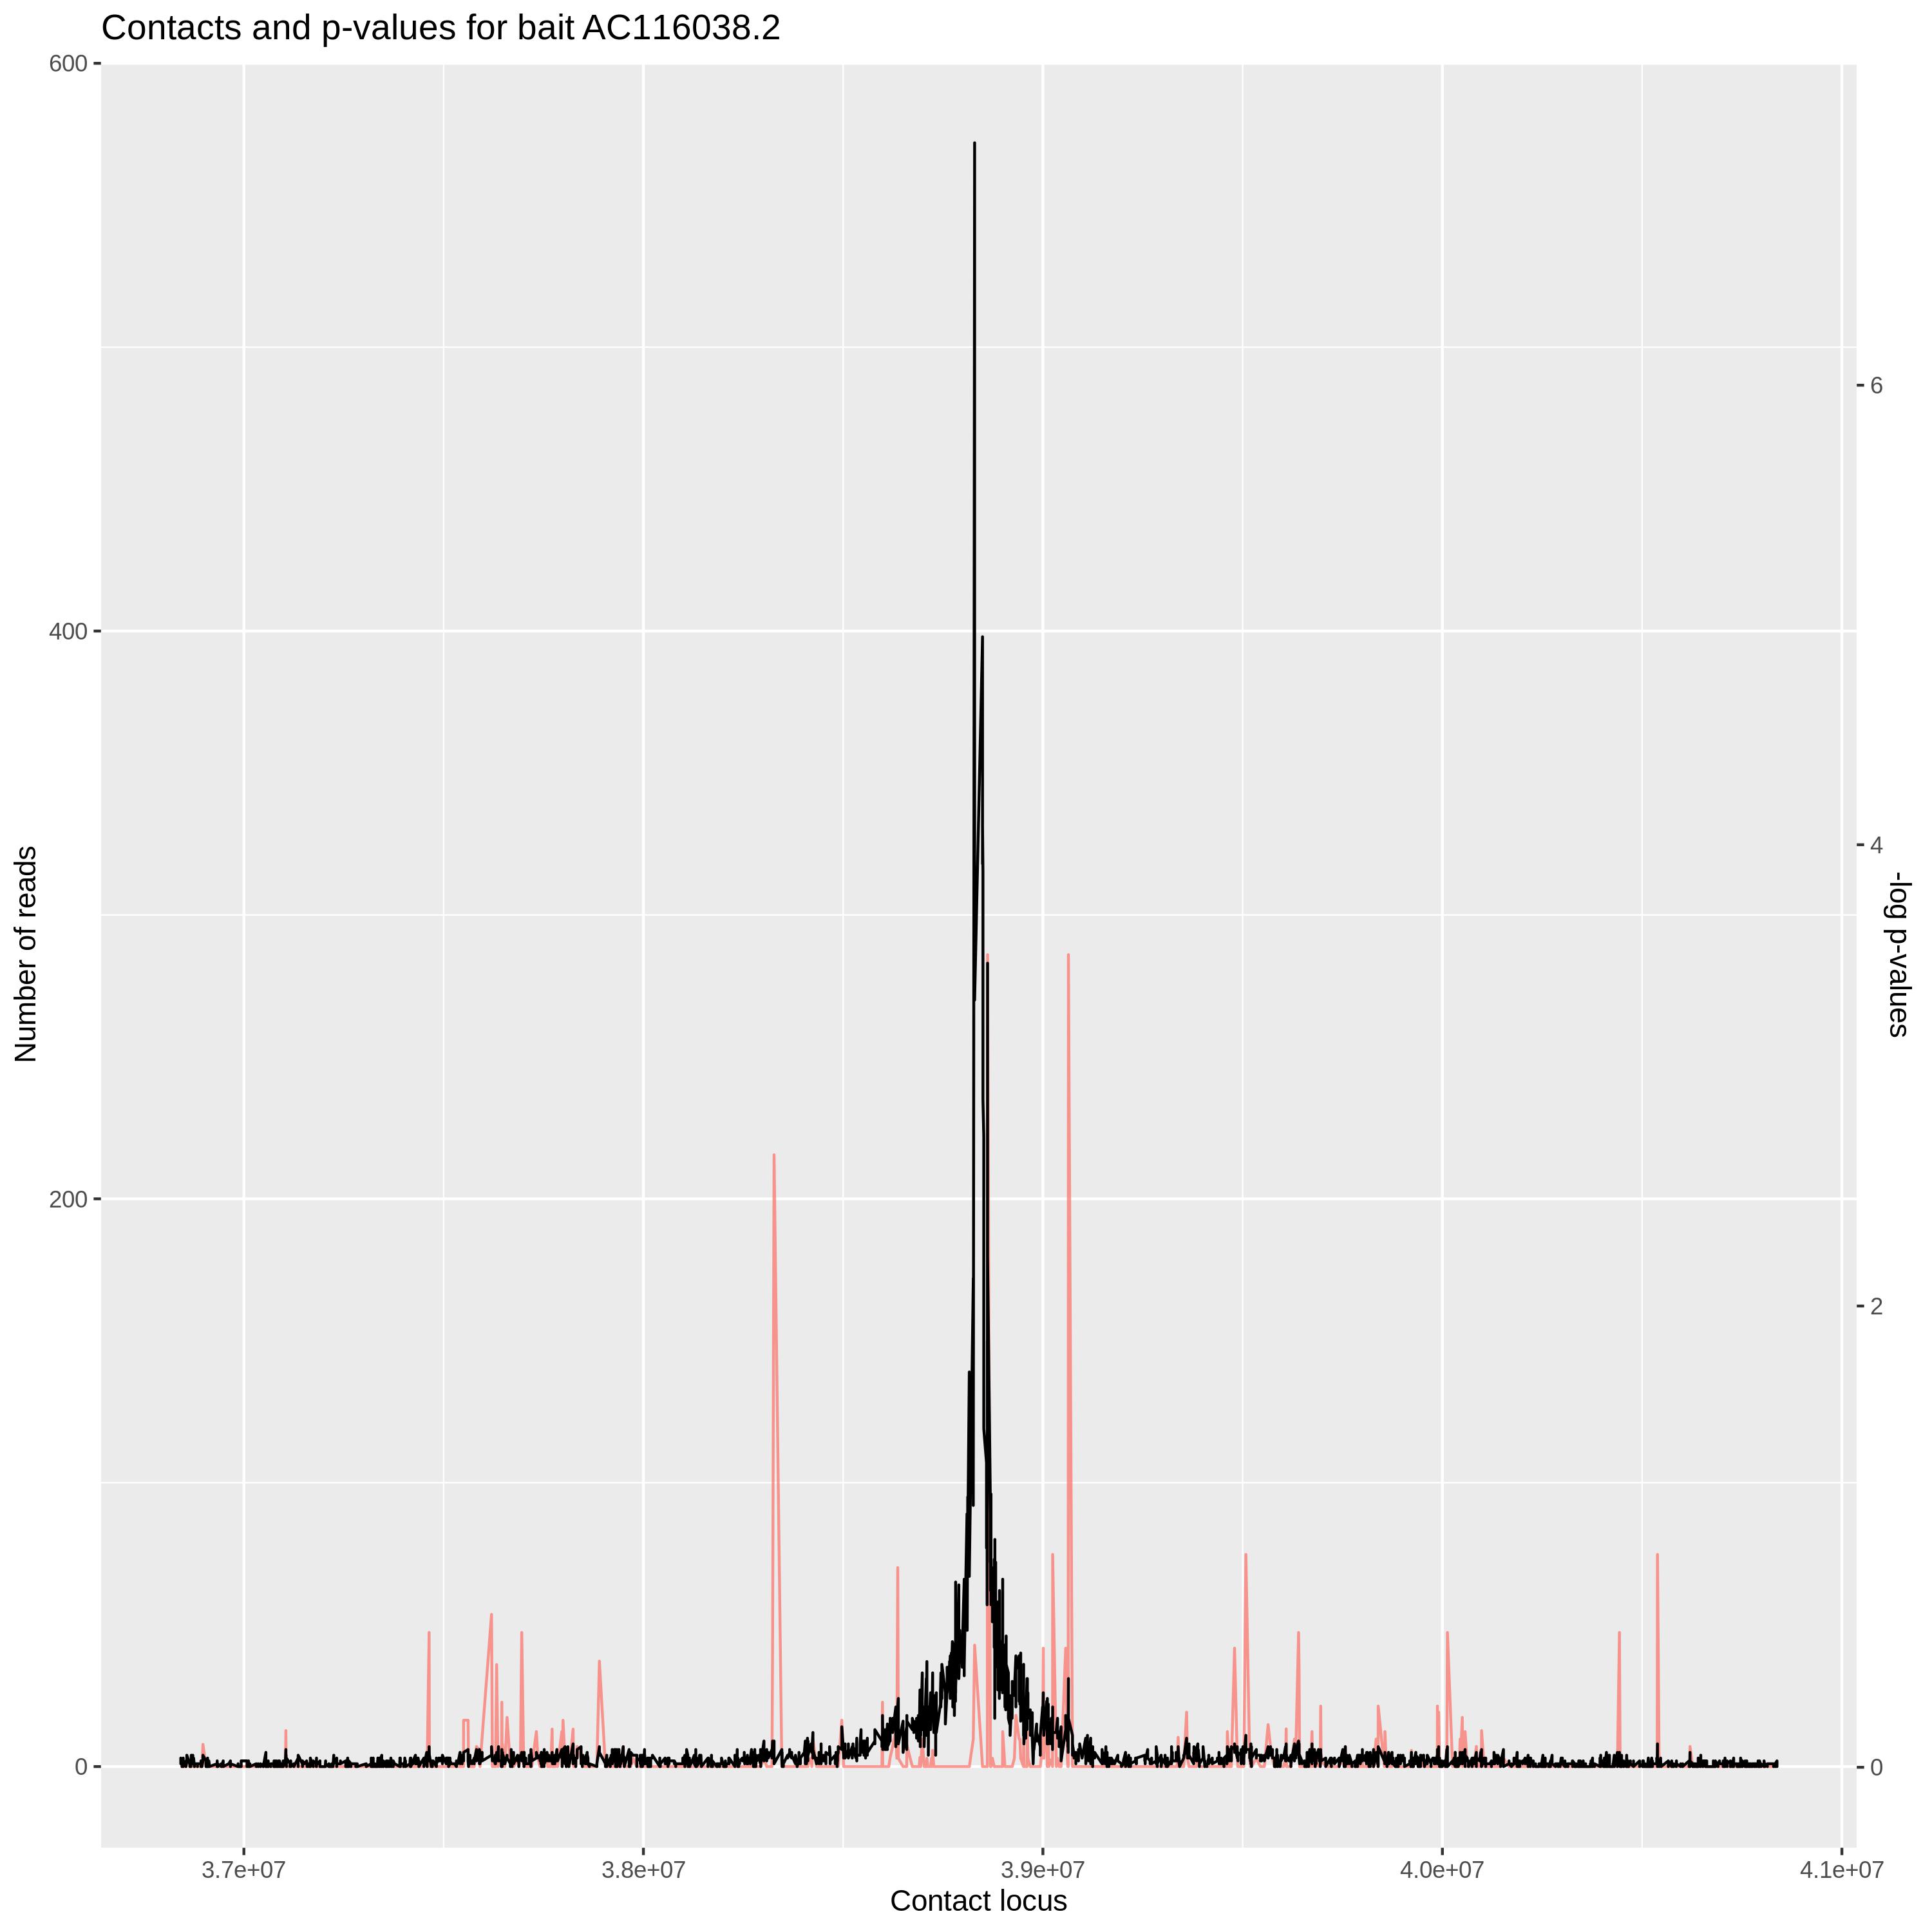 Contacts and p-values for bait AC116038.2
600
400
200
0
Number of reads
6
4
2
0
-log p-values
3.7e+07 3.8e+07 3.9e+07 4.0e+07 4.1e+07
Contact locus